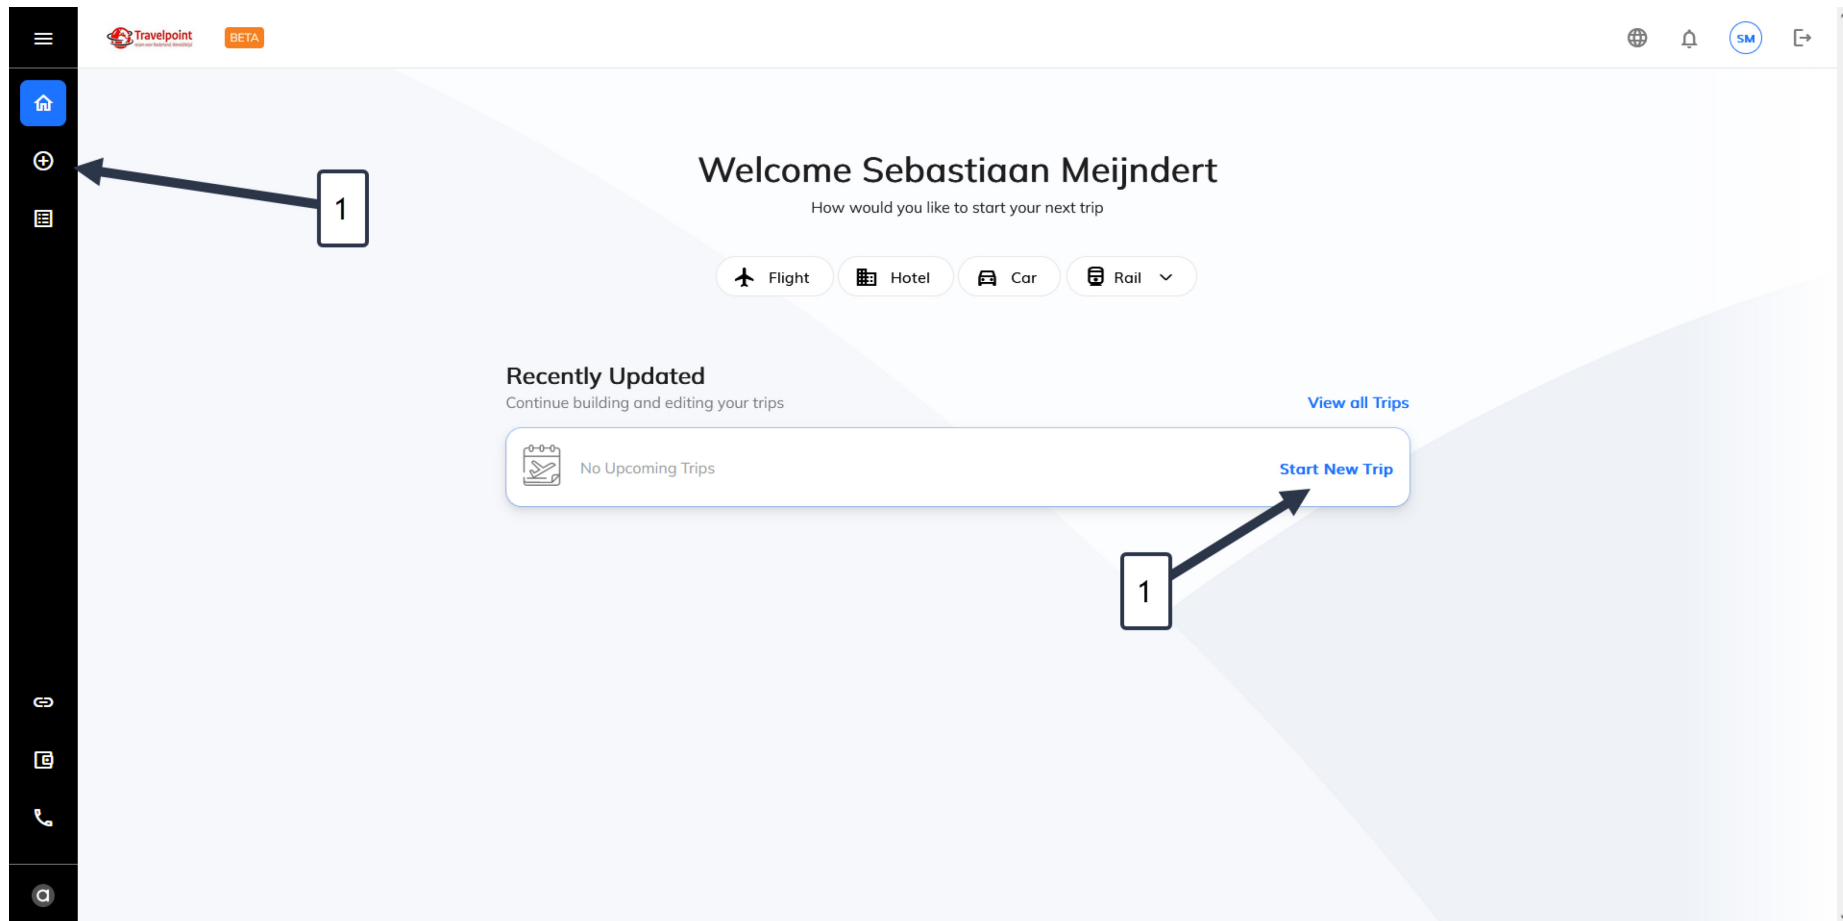 Travelpoint
BETA
SM
1
Welcome Sebastiaan Meijndert
How would you like to start your next trip
Flight
Hotel
Car
Rail
Recently Updated
Continue building and editing your trips
View all Trips
No Upcoming Trips
Start New Trip
1
a